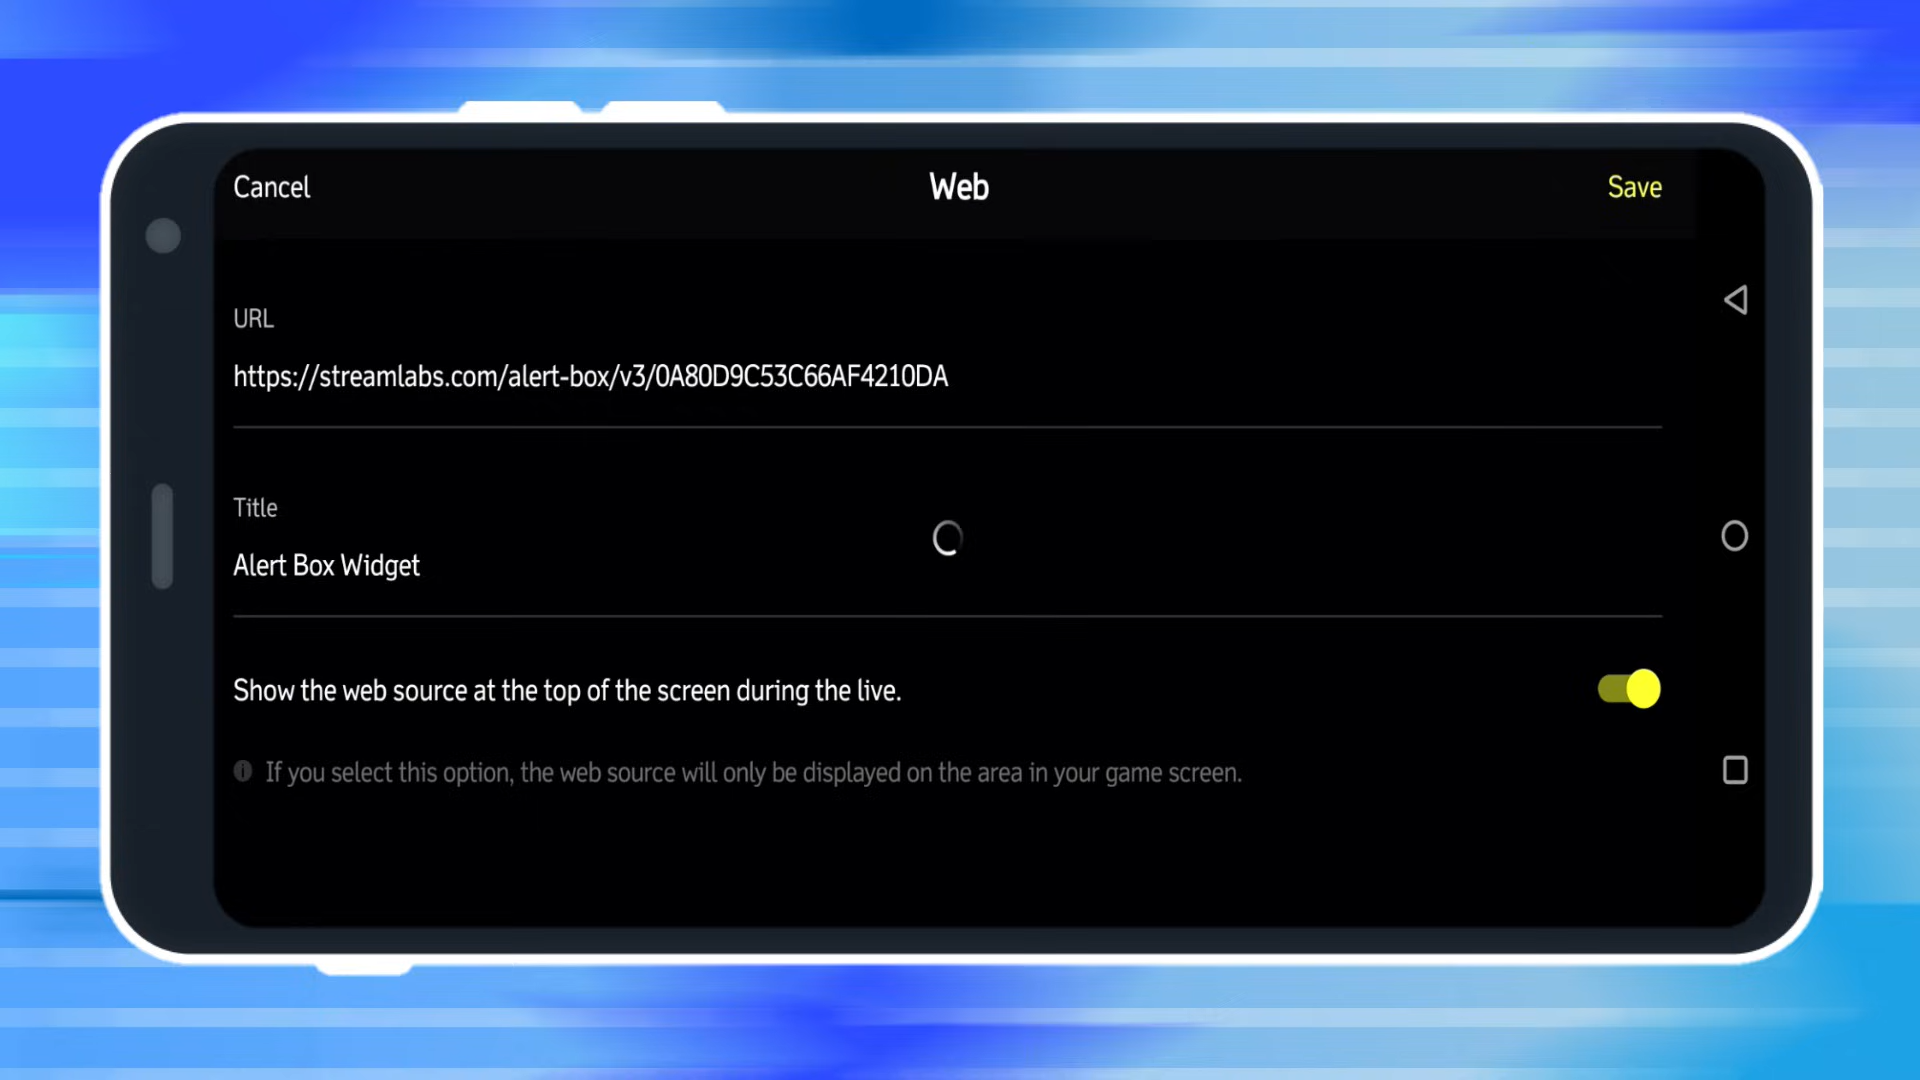 Cancel
Web
Save
URL
https://streamlabs.com/alert-box/v3/0A80D9C53C66AF4210DA
Title
Alert Box Widget
Show the web source at the top of the screen during the live.
If you select this option, the web source will only be displayed on the area in your game screen.